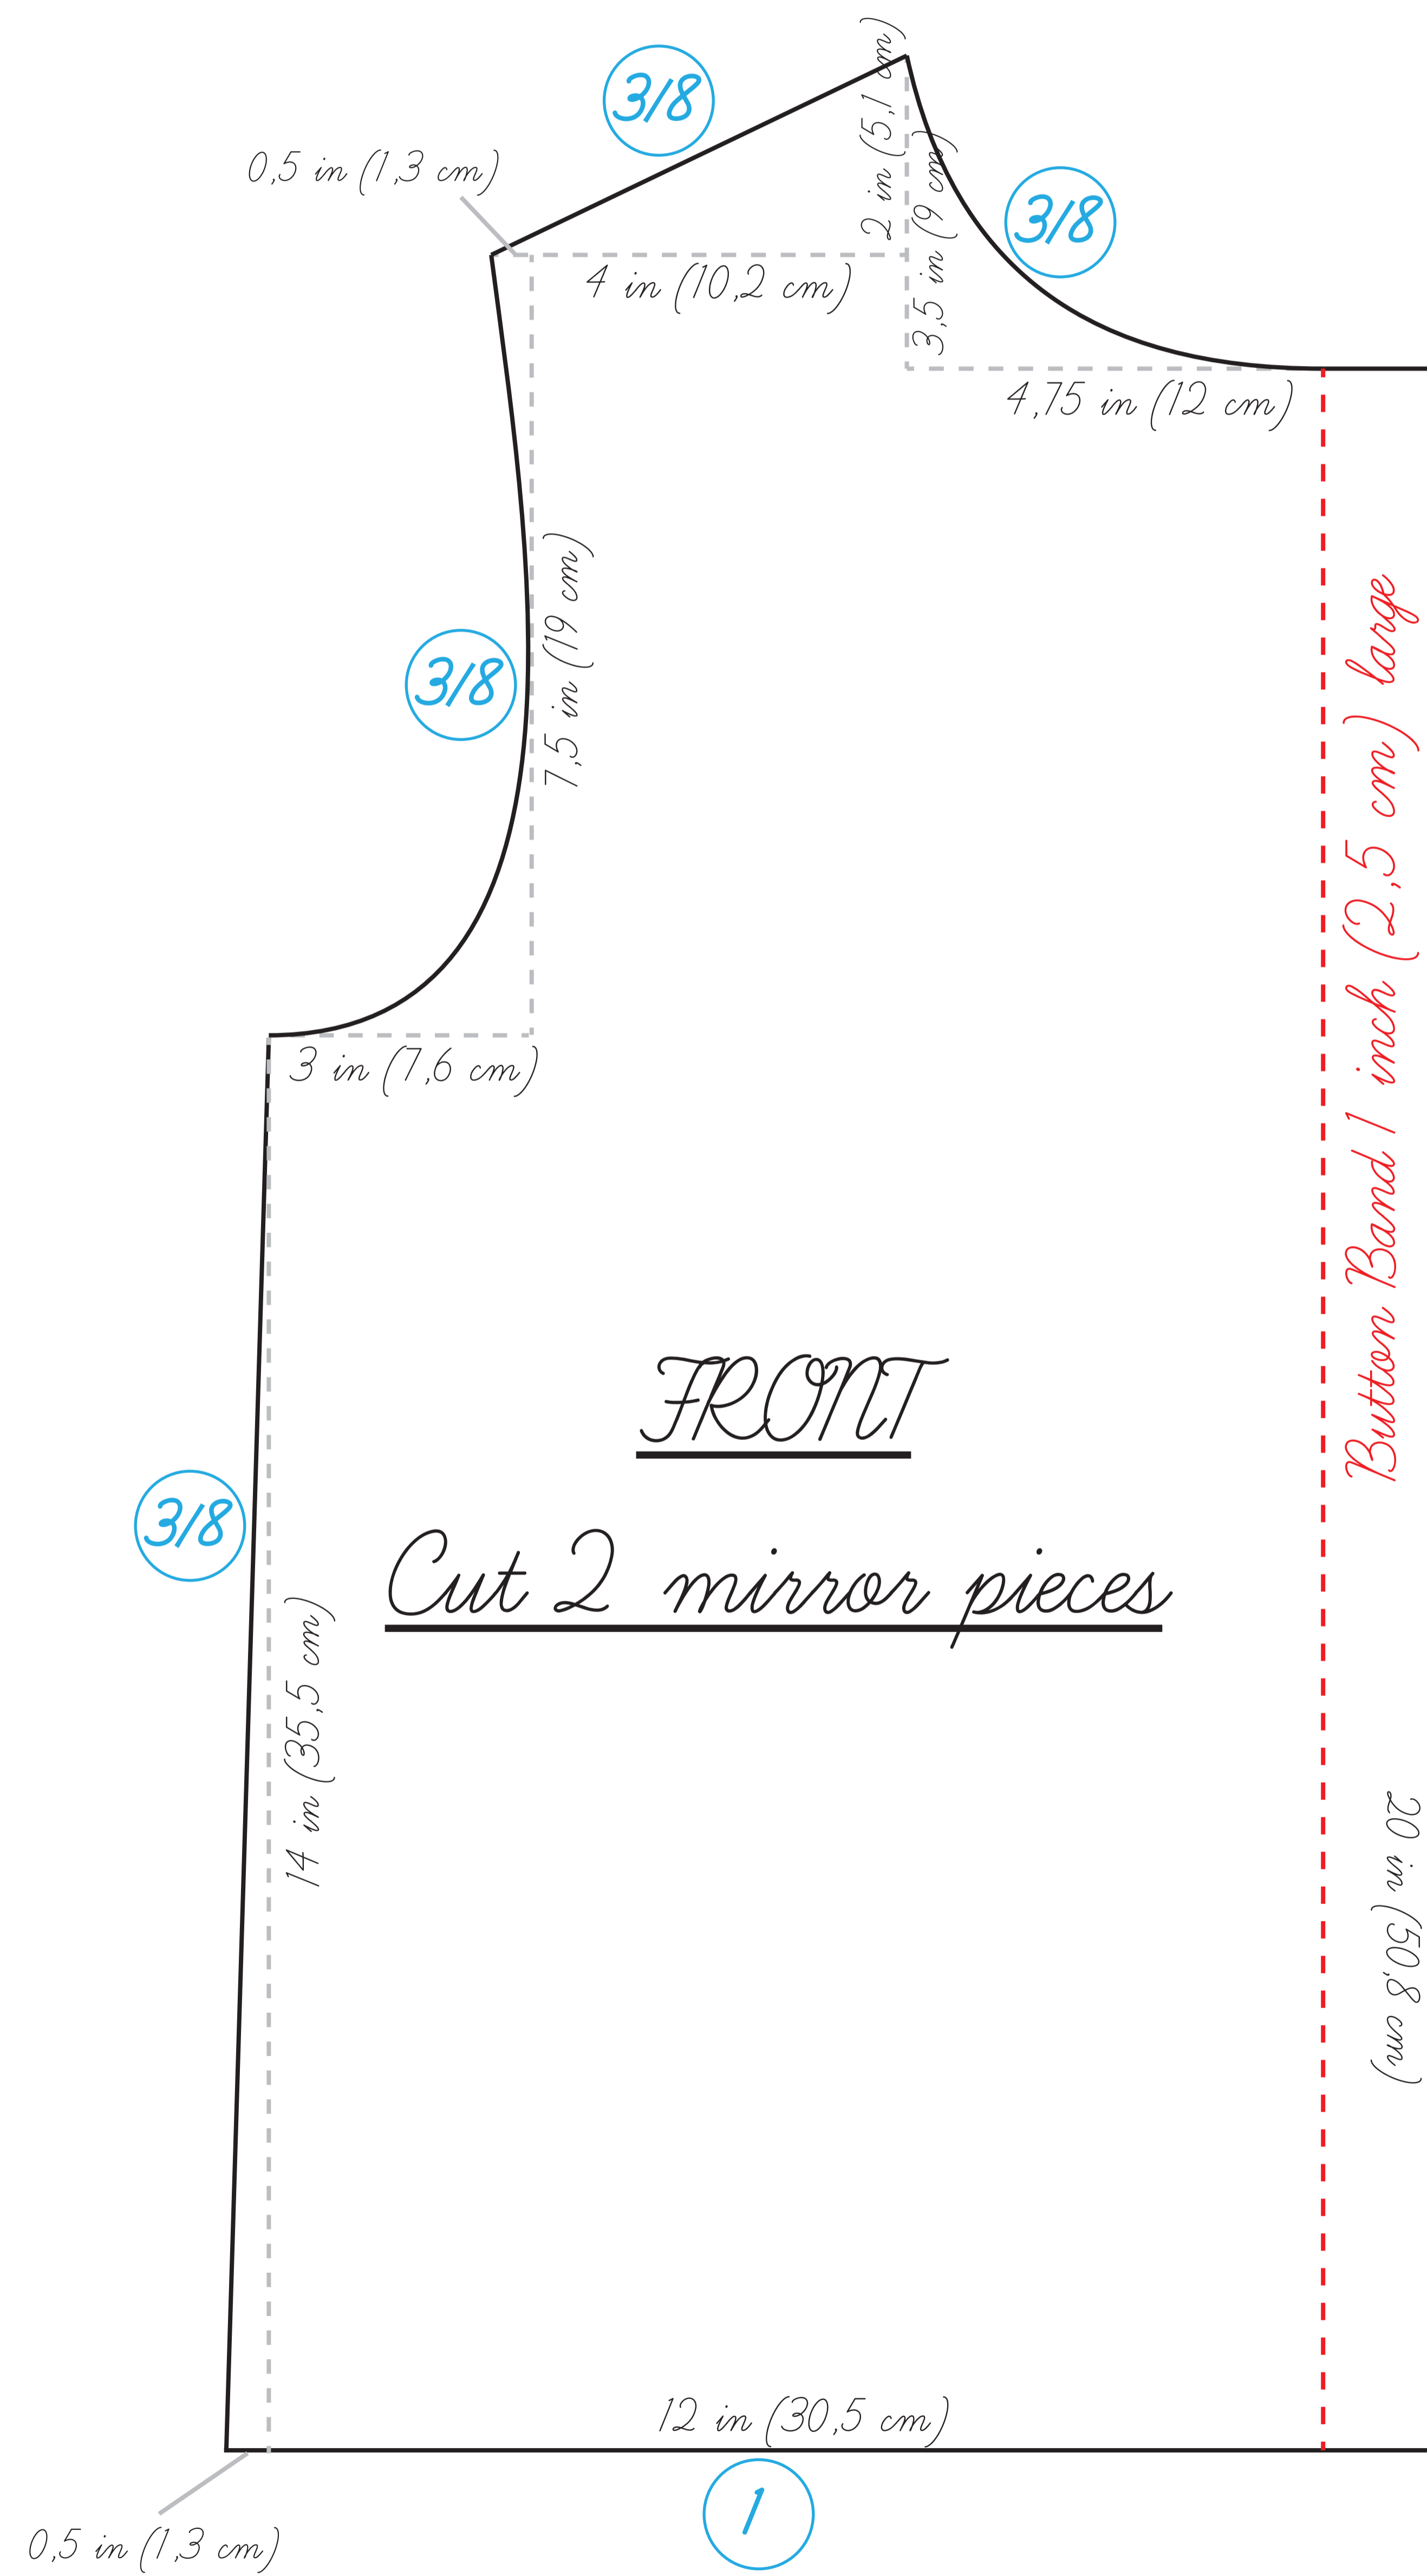 3/8
2 in (5,1 cm)
0,5 in (1,3 cm)
3/8
4 in (10,2 cm)
3,5 in (9 cm)
4,75 in (12 cm)
3/8
7,5 in (19 cm)
Button Band 1 inch (2,5 cm) large
3 in (7,6 cm)
FRONT
3/8
Cut 2 mirror pieces
14 in (35,5 cm)
20 in (50,8 cm)
12 in (30,5 cm)
1
0,5 in (1,3 cm)